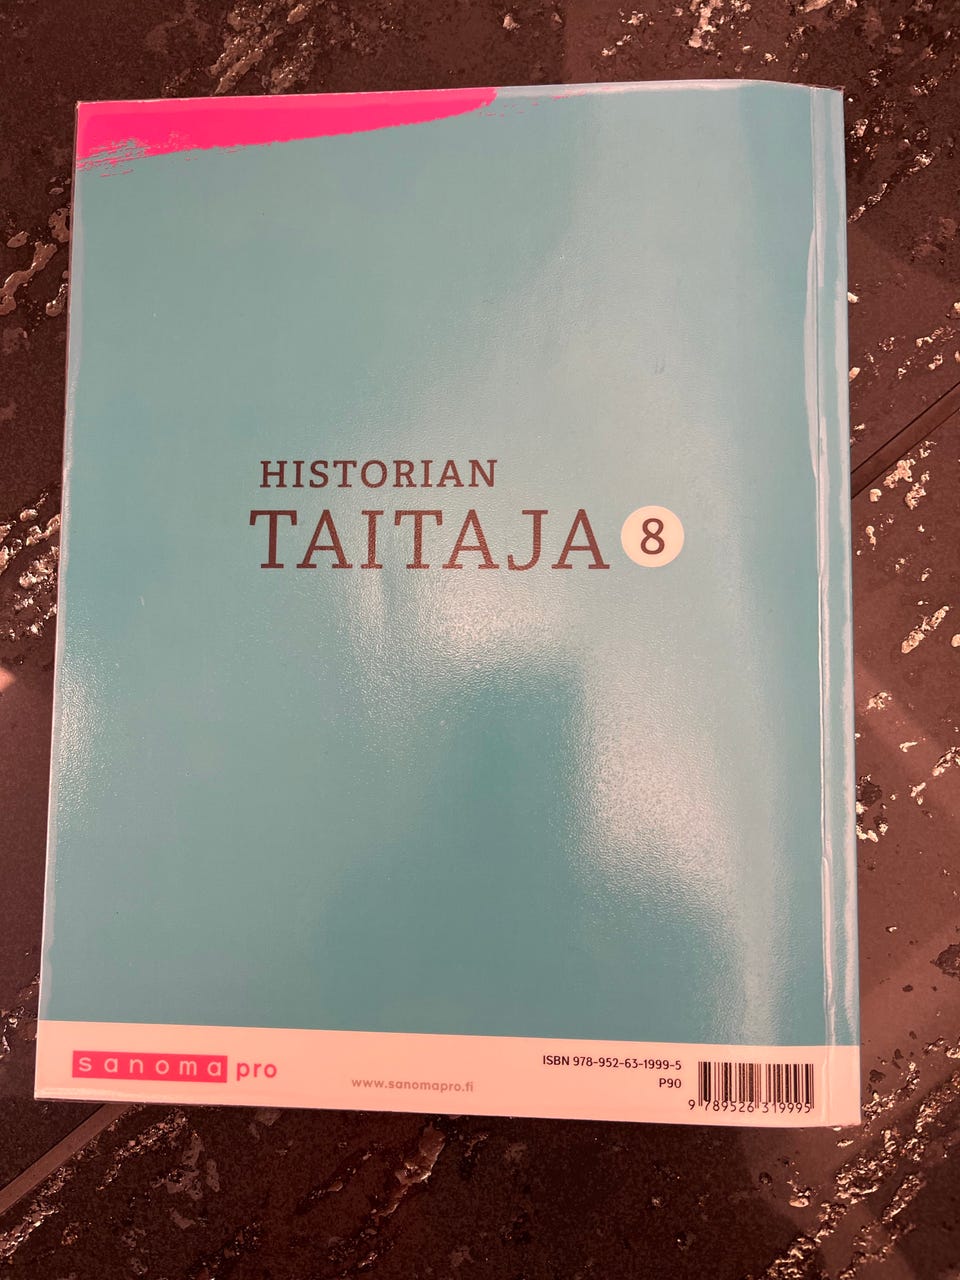 HISTORIAN
TAITAJA 8
sanoma pro
www.sanomapro.fi
ISBN 978-952-63-1999-5
P90
9 789526 319995